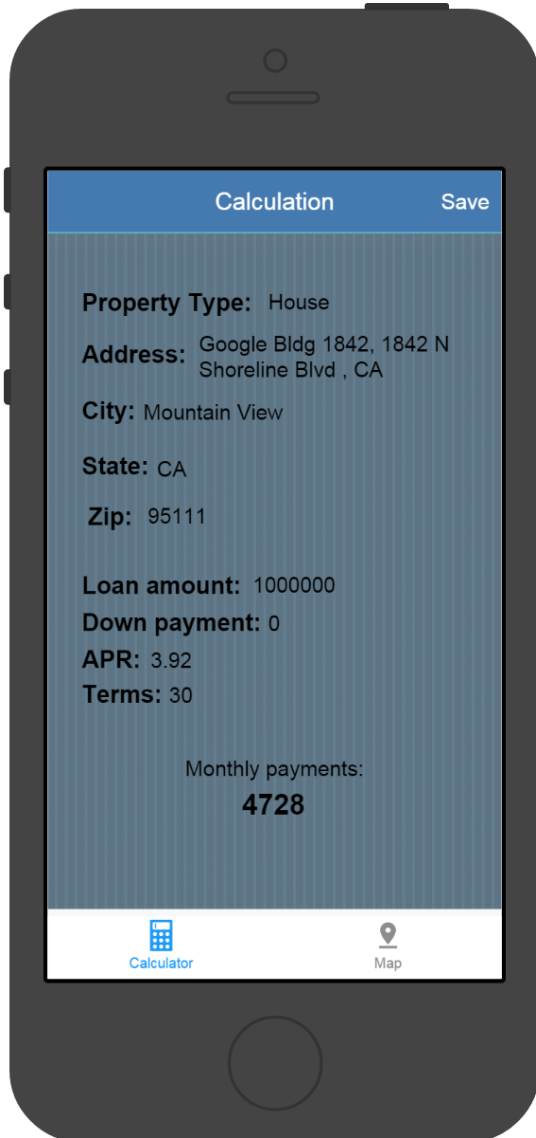 Calculation Save
Property Type: House
Address: Google Bldg 1842, 1842 N
Shoreline Blvd , CA
City: Mountain View
State: CA
Zip: 95111
Loan amount: 1000000
Down payment: 0
APR: 3.92
Terms: 30
Monthly payments:
4728
Calculator Map